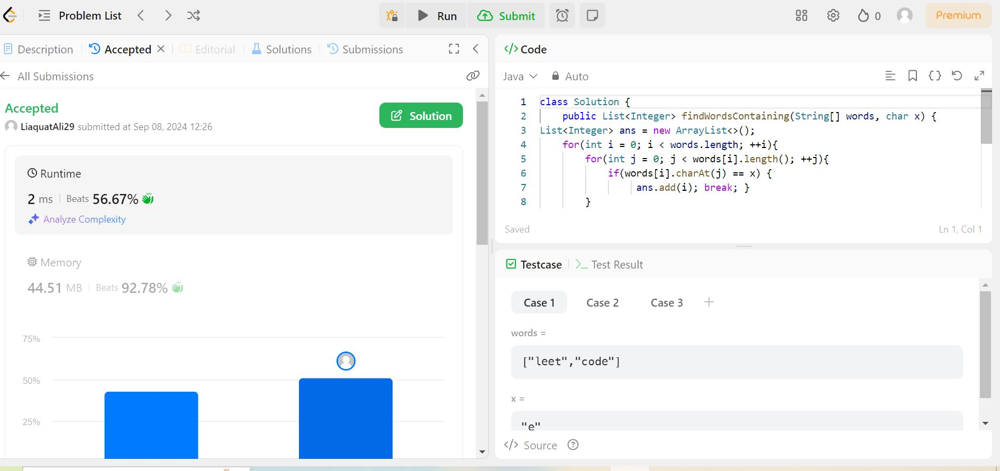 Problem List
Run
Submit
0
Premium
Description
Accepted
Editorial
Solutions
Submissions
All Submissions
Accepted
Solution
LiaquatAli29 submitted at Sep 08, 2024 12:26
Runtime
2 ms
Beats 56.67%
Analyze Complexity
Memory
44.51 MB
Beats 92.78%
75%
50%
25%
</> Code
Java
Auto
1 class Solution {
2 public List<Integer> findWordsContaining(String[] words, char x) {
3 List<Integer> ans = new ArrayList<>();
4 for(int i = 0; i < words.length; ++i){
5 for(int j = 0; j < words[i].length(); ++j){
6 if(words[i].charAt(j) == x) {
7 ans.add(i); break; }
8 }
Saved
Ln 1, Col 1
Testcase
Test Result
Case 1
Case 2
Case 3
words =
["leet","code"]
x =
"e"
</> Source